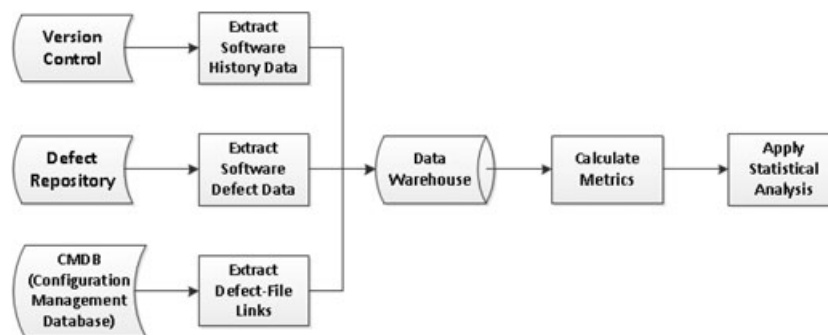 Version
Control
Extract
Software
History Data
Defect
Repository
Extract
Software
Defect Data
Data
Warehouse
Calculate
Metrics
Apply
Statistical
Analysis
CMDB
(Configuration
Management
Database)
Extract
Defect-File
Links